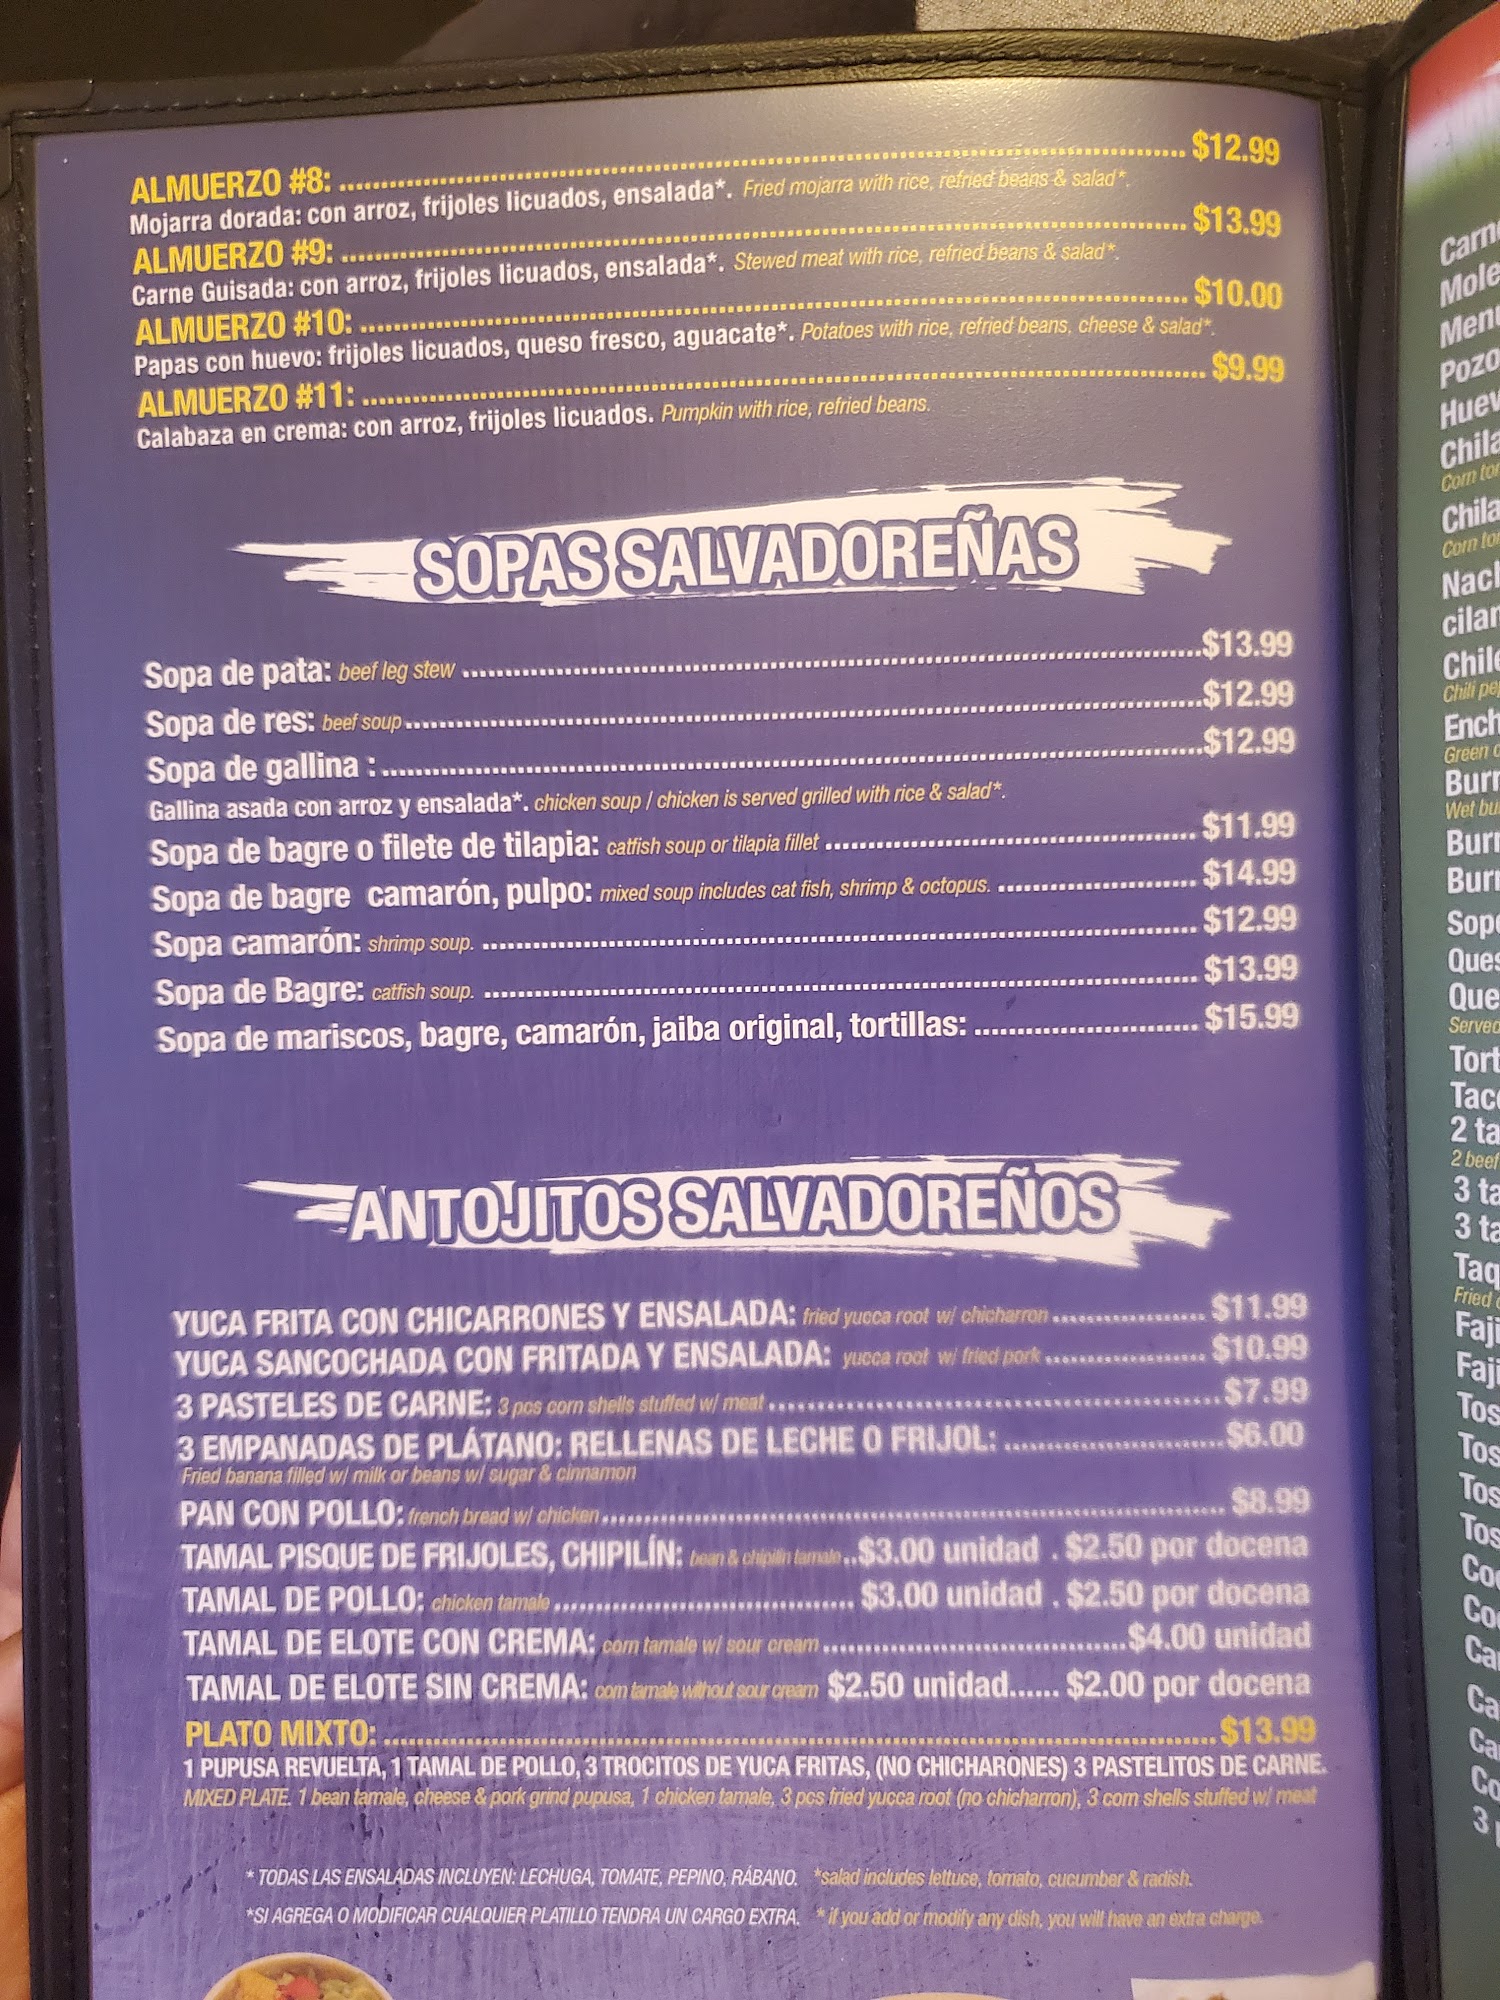 ALMUERZO #8: $12.99
Mojarra dorada: con arroz, frijoles licuados, ensalada*. Fried mojarra with rice, refried beans & salad*.
ALMUERZO #9: $13.99
Carne Guisada: con arroz, frijoles licuados, ensalada*. Stewed meat with rice, refried beans & salad*.
ALMUERZO #10: $10.00
Papas con huevo: frijoles licuados, queso fresco, aguacate*. Potatoes with rice, refried beans, cheese & salad*.
ALMUERZO #11: $9.99
Calabaza en crema: con arroz, frijoles licuados. Pumpkin with rice, refried beans.
SOPAS SALVADOREÑAS
Sopa de pata: beef leg stew $13.99
Sopa de res: beef soup $12.99
Sopa de gallina : $12.99
Gallina asada con arroz y ensalada*. chicken soup / chicken is served grilled with rice & salad*.
Sopa de bagre o filete de tilapia: catfish soup or tilapia fillet $11.99
Sopa de bagre camarón, pulpo: mixed soup includes cat fish, shrimp & octopus. $14.99
Sopa camarón: shrimp soup. $12.99
Sopa de Bagre: catfish soup. $13.99
Sopa de mariscos, bagre, camarón, jaiba original, tortillas: $15.99
ANTOJITOS SALVADOREÑOS
YUCA FRITA CON CHICARRONES Y ENSALADA: fried yucca root w/ chicharron $11.99
YUCA SANCOCHADA CON FRITADA Y ENSALADA: yucca root w/ fried pork $10.99
3 PASTELES DE CARNE: 3 pcs corn shells stuffed w/ meat $7.99
3 EMPANADAS DE PLÁTANO: RELLENAS DE LECHE O FRIJOL: $6.00
Fried banana filled w/ milk or beans w/ sugar & cinnamon
PAN CON POLLO: french bread w/ chicken $8.99
TAMAL PISQUE DE FRIJOLES, CHIPILÍN: bean & chipilin tamale..$3.00 unidad . $2.50 por docena
TAMAL DE POLLO: chicken tamale $3.00 unidad . $2.50 por docena
TAMAL DE ELOTE CON CREMA: corn tamale w/ sour cream $4.00 unidad
TAMAL DE ELOTE SIN CREMA: corn tamale without sour cream $2.50 unidad...... $2.00 por docena
PLATO MIXTO: $13.99
1 PUPUSA REVUELTA, 1 TAMAL DE POLLO, 3 TROCITOS DE YUCA FRITAS, (NO CHICHARONES) 3 PASTELITOS DE CARNE.
MIXED PLATE. 1 bean tamale, cheese & pork grind pupusa, 1 chicken tamale, 3 pcs fried yucca root (no chicharron), 3 corn shells stuffed w/ meat
* TODAS LAS ENSALADAS INCLUYEN: LECHUGA, TOMATE, PEPINO, RÁBANO. *salad includes lettuce, tomato, cucumber & radish.
*SI AGREGA O MODIFICAR CUALQUIER PLATILLO TENDRA UN CARGO EXTRA. * if you add or modify any dish, you will have an extra charge.